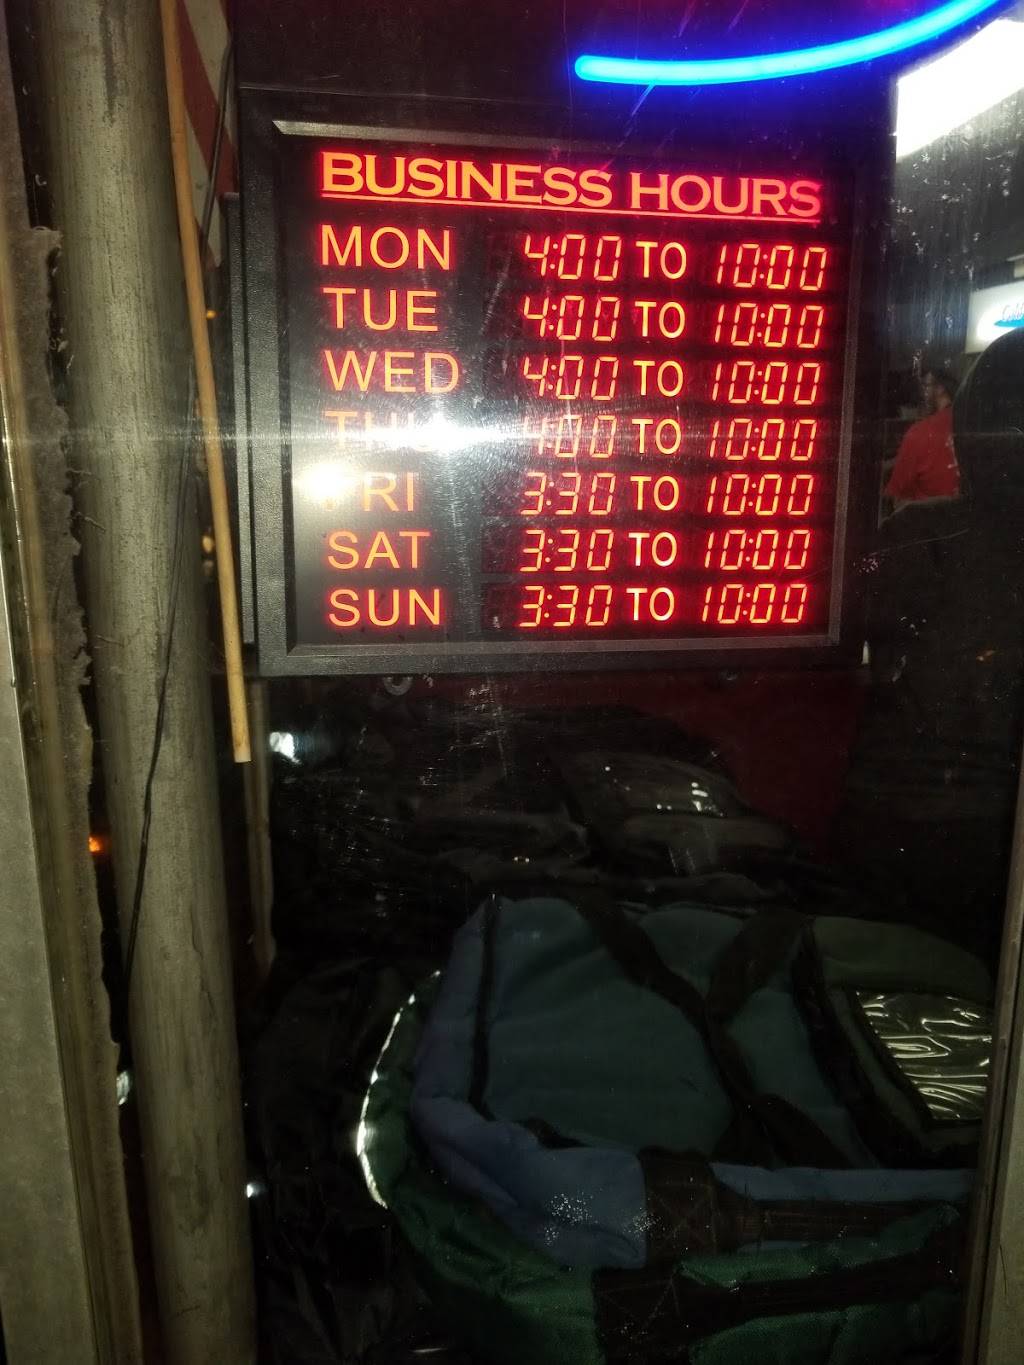 BUSINESS HOURS
MON 4:00 TO 10:00
TUE 4:00 TO 10:00
WED 4:00 TO 10:00
THU 4:00 TO 10:00
FRI 3:30 TO 10:00
SAT 3:30 TO 10:00
SUN 3:30 TO 10:00